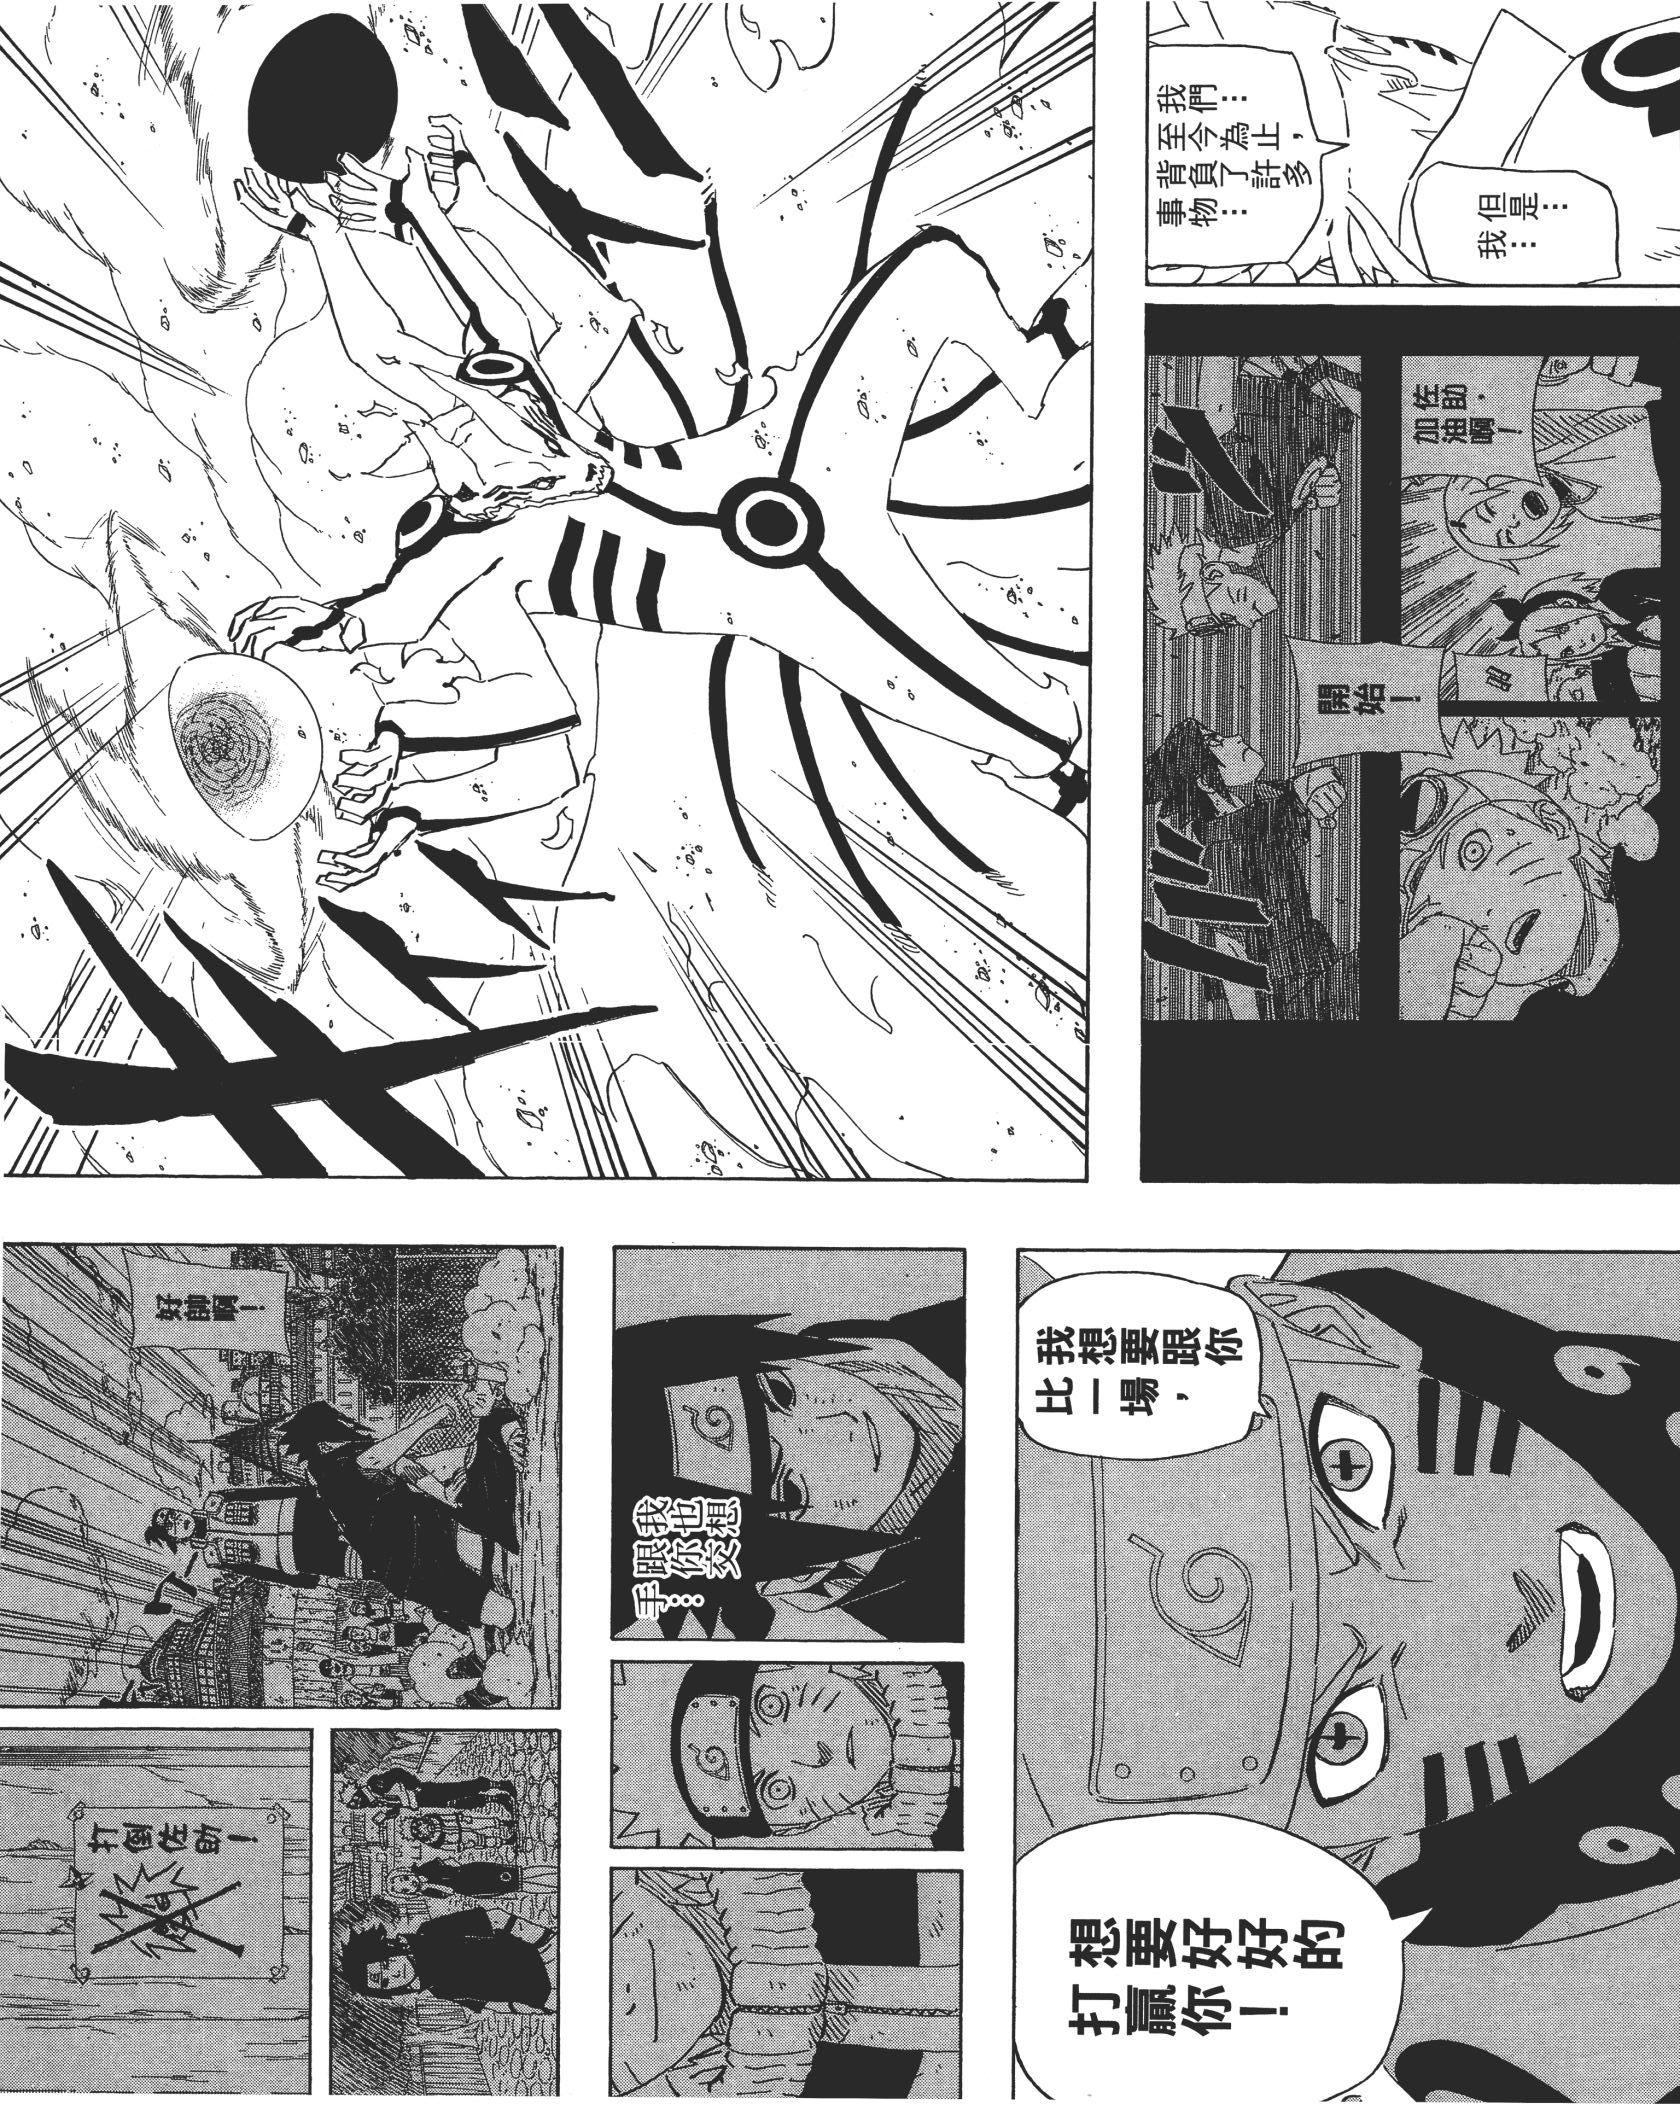 我們…
至今為止，
背負了許多
事物…
但是…
我…
佐助，
加油啊！
開始！
好帥啊！
打倒佐助！
我也想
跟你交
手…
我想要跟你
比一場，
想要好好的
打贏你！